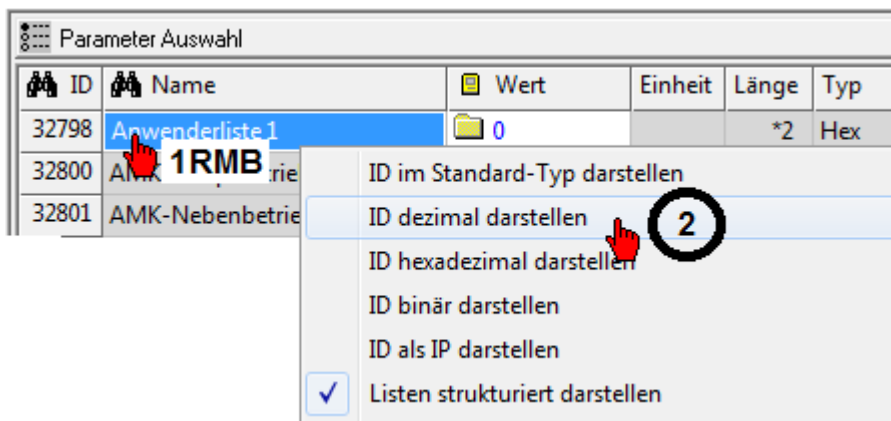 Parameter Auswahl
ID Name Wert Einheit Länge Typ
32798 Anwenderliste 1 0 *2 Hex
1RMB
32800
32801 AMK-Nebenbetrie
ID im Standard-Typ darstellen
ID dezimal darstellen
2
ID hexadezimal darstellen
ID binär darstellen
ID als IP darstellen
Listen strukturiert darstellen